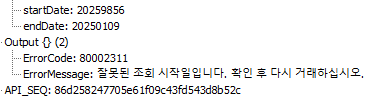 startDate: 20259856
endDate: 20250109
Output {} (2)
ErrorCode: 80002311
ErrorMessage: 잘못된 조회 시작일입니다. 확인 후 다시 거래하십시오.
API_SEQ: 86d258247705e61f09c43fd543d8b52c